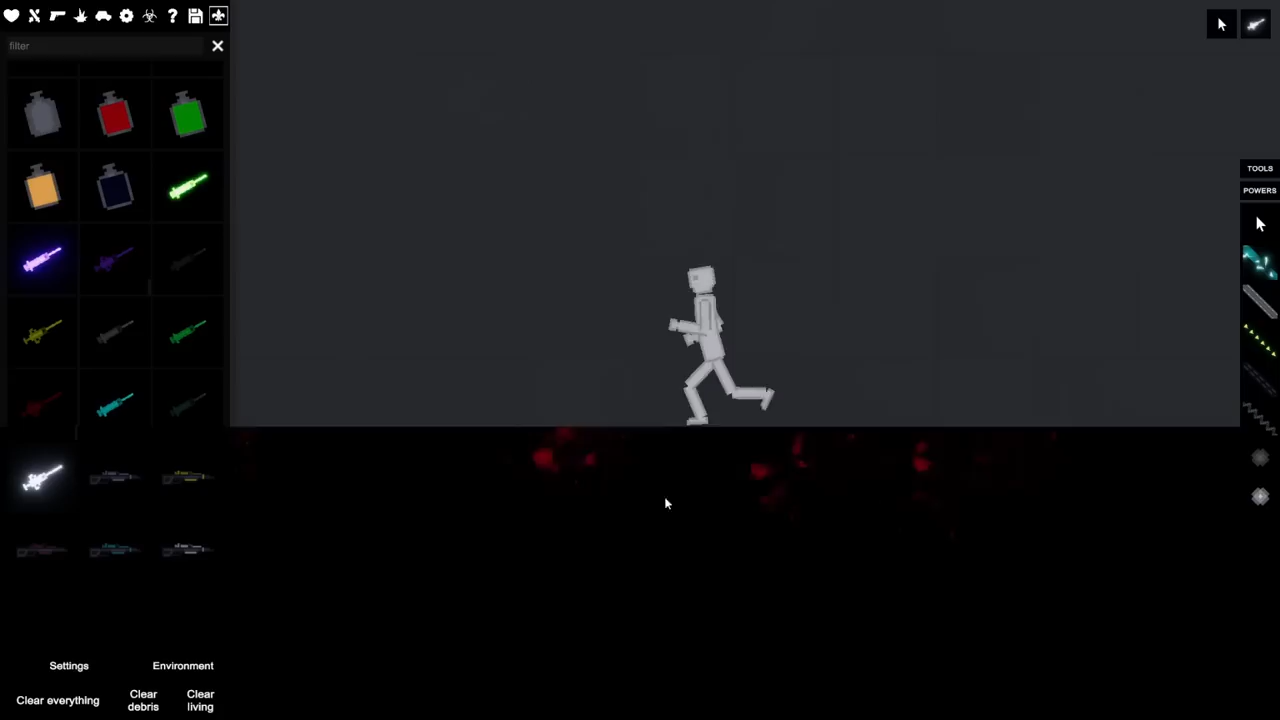 filter
TOOLS
POWERS
Settings
Environment
Clear everything
Clear
debris
Clear
living